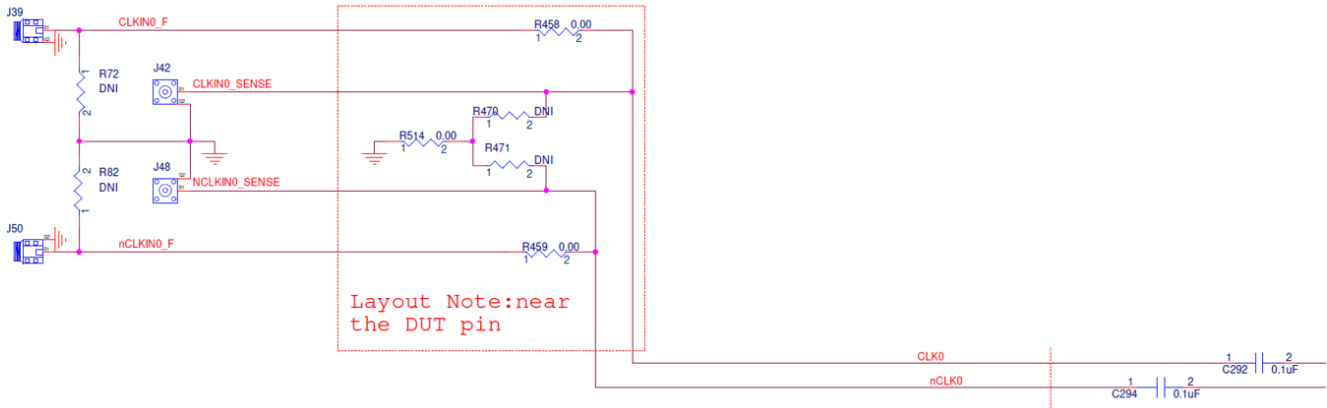 J39
CLKIN0_F
R458 0.00
1 2
1
R72
DNI
2
J42
CLKIN0_SENSE
R470 DNI
1 2
R514 0.00
1 2
R471 DNI
1 2
2
R82
DNI
1
J48
NCLKIN0_SENSE
J50
nCLKIN0_F
R459 0.00
1 2
Layout Note:near
the DUT pin
CLK0
1 2
C292 0.1uF
nCLK0
1 2
C294 0.1uF